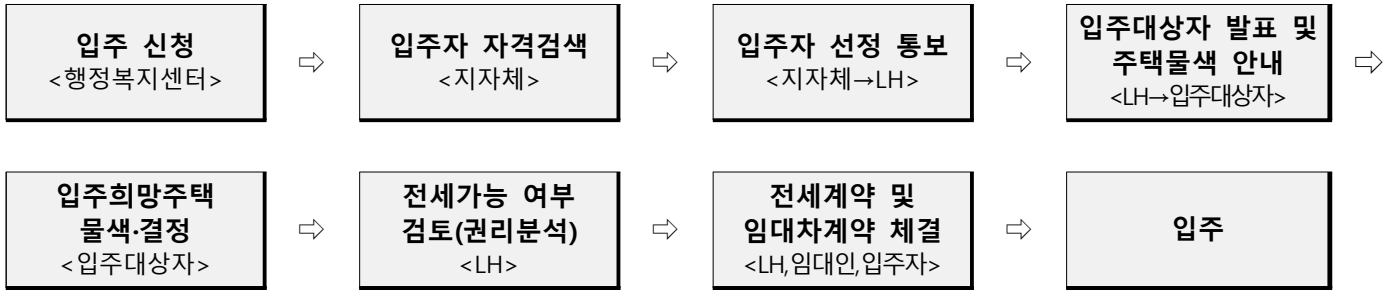 입주 신청
<행정복지센터>
⇨
입주자 자격검색
<지자체>
⇨
입주자 선정 통보
<지자체→LH>
⇨
입주대상자 발표 및
주택물색 안내
<LH→입주대상자>
⇨
입주희망주택
물색·결정
<입주대상자>
⇨
전세가능 여부
검토(권리분석)
<LH>
⇨
전세계약 및
임대차계약 체결
<LH,임대인,입주자>
⇨
입주